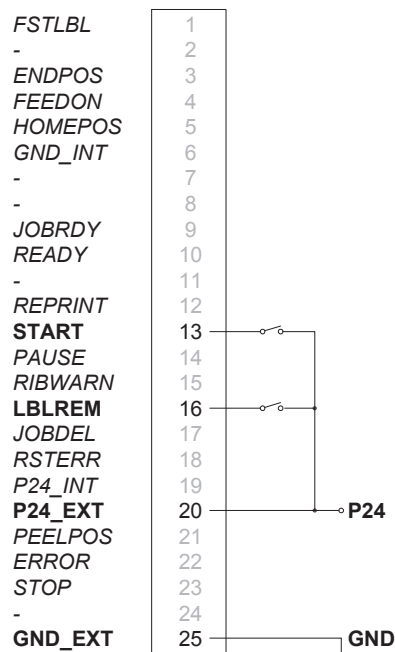 FSTLBL 1
- 2
ENDPOS 3
FEEDON 4
HOMEPOS 5
GND_INT 6
- 7
- 8
JOBRDY 9
READY 10
- 11
REPRINT 12
START 13
PAUSE 14
RIBWARN 15
LBLREM 16
JOBDEL 17
RSTERR 18
P24_INT 19
P24_EXT 20 P24
PEELPOS 21
ERROR 22
STOP 23
- 24
GND_EXT 25 GND